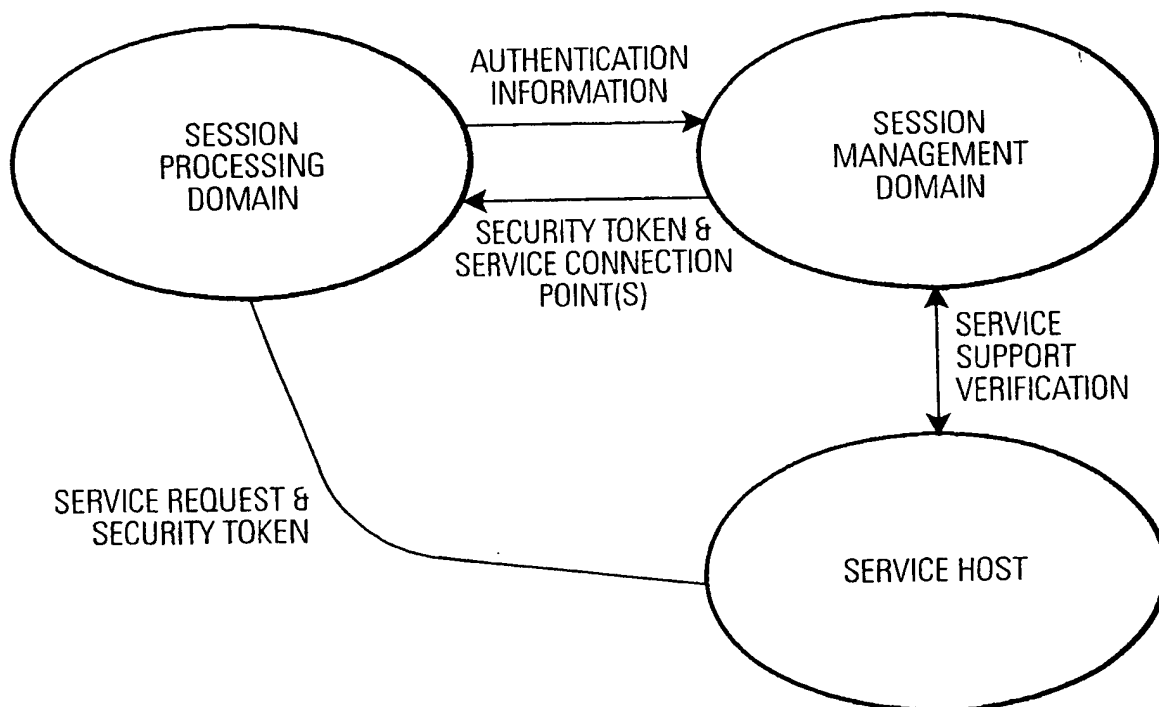 AUTHENTICATION
INFORMATION
SESSION
PROCESSING
DOMAIN
SESSION
MANAGEMENT
DOMAIN
SECURITY TOKEN &
SERVICE CONNECTION
POINT(S)
SERVICE
SUPPORT
VERIFICATION
SERVICE REQUEST &
SECURITY TOKEN
SERVICE HOST